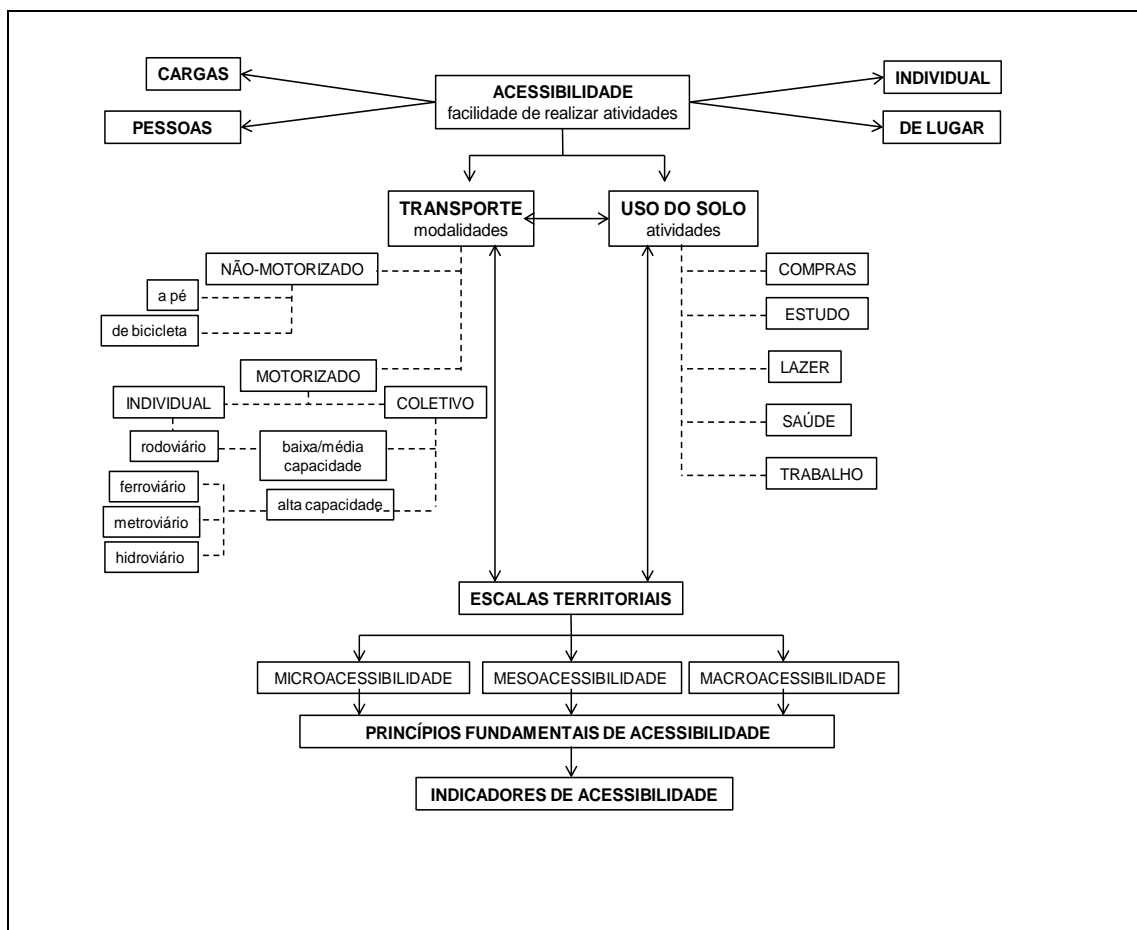 CARGAS
PESSOAS
ACESSIBILIDADE
facilidade de realizar atividades
INDIVIDUAL
DE LUGAR
TRANSPORTE
modalidades
USO DO SOLO
atividades
NÃO-MOTORIZADO
a pé
de bicicleta
MOTORIZADO
INDIVIDUAL
COLETIVO
rodoviário
baixa/média
capacidade
ferroviário
metroviário
hidroviário
alta capacidade
COMPRAS
ESTUDO
LAZER
SAÚDE
TRABALHO
ESCALAS TERRITORIAIS
MICROACESSIBILIDADE
MESOACESSIBILIDADE
MACROACESSIBILIDADE
PRINCÍPIOS FUNDAMENTAIS DE ACESSIBILIDADE
INDICADORES DE ACESSIBILIDADE